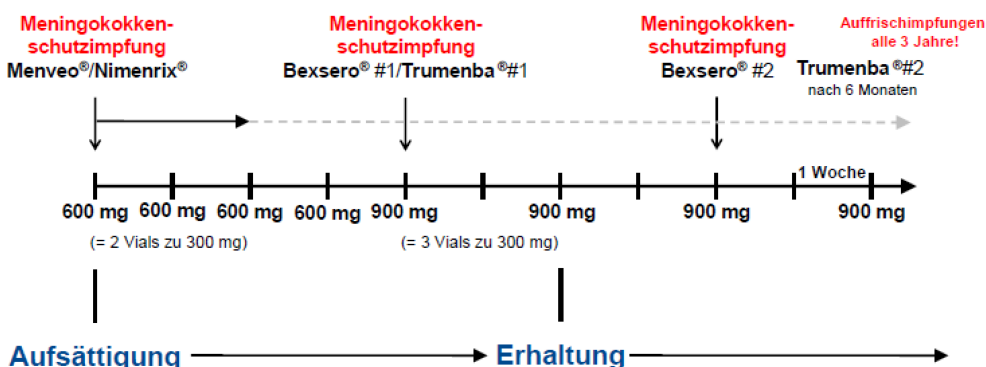 Meningokokken-
schutzimpfung
Menveo®/Nimenrix®
Meningokokken-
schutzimpfung
Bexsero® #1/Trumenba®#1
Meningokokken-
schutzimpfung
Bexsero® #2
Auffrischimpfungen
alle 3 Jahre!
Trumenba®#2
nach 6 Monaten
1 Woche
600 mg 600 mg 600 mg 600 mg 900 mg 900 mg 900 mg 900 mg
(= 2 Vials zu 300 mg) (= 3 Vials zu 300 mg)
Aufsättigung Erhaltung